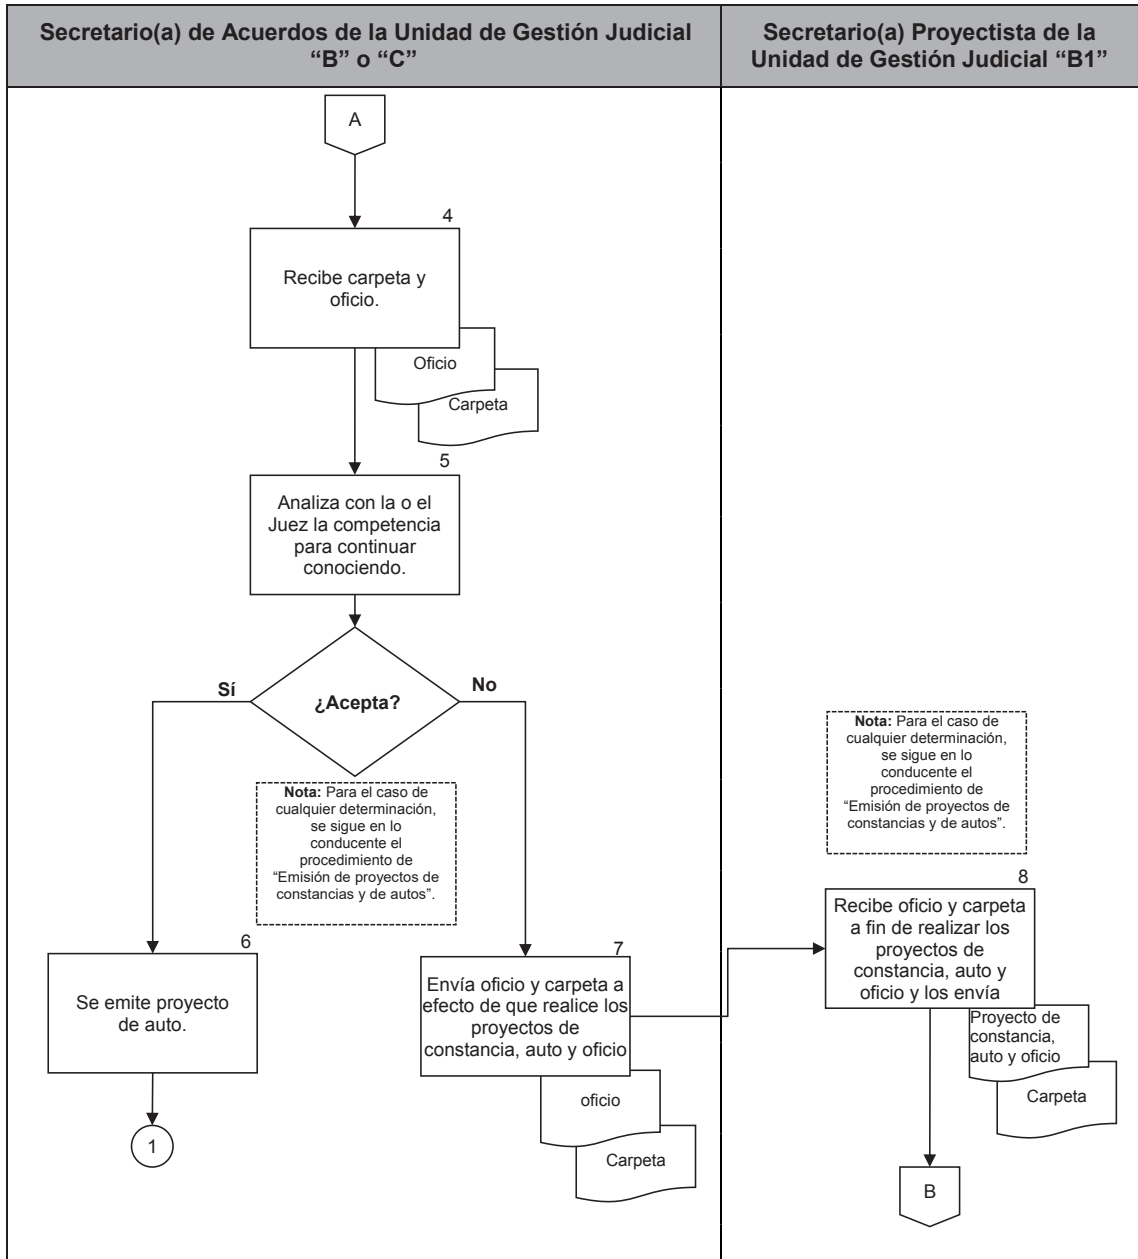 Secretario(a) de Acuerdos de la Unidad de Gestión Judicial
“B” o “C”
Secretario(a) Proyectista de la
Unidad de Gestión Judicial “B1”
A
4
Recibe carpeta y
oficio.
Oficio
Carpeta
5
Analiza con la o el
Juez la competencia
para continuar
conociendo.
¿Acepta?
Sí
No
Nota: Para el caso de
cualquier determinación,
se sigue en lo
conducente el
procedimiento de
“Emisión de proyectos de
constancias y de autos”.
6
Se emite proyecto
de auto.
1
7
Envía oficio y carpeta a
efecto de que realice los
proyectos de
constancia, auto y oficio
oficio
Carpeta
Nota: Para el caso de
cualquier determinación,
se sigue en lo
conducente el
procedimiento de
“Emisión de proyectos de
constancias y de autos”.
8
Recibe oficio y carpeta
a fin de realizar los
proyectos de
constancia, auto y
oficio y los envía
Proyecto de
constancia,
auto y oficio
Carpeta
B